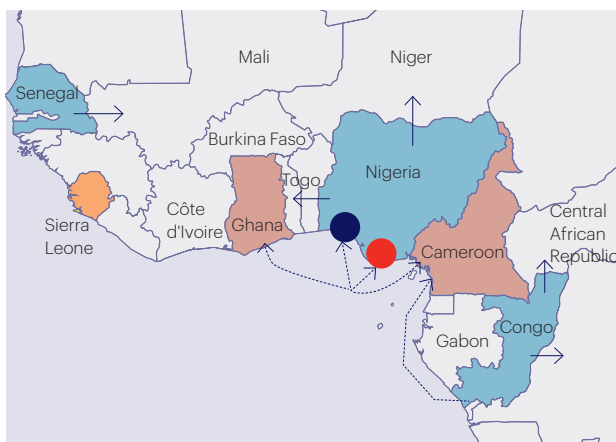 Mali
Niger
Senegal
Burkina Faso
Togo
Nigeria
Sierra
Leone
Côte
d'Ivoire
Ghana
Cameroon
Central
African
Republic
Gabon
Congo